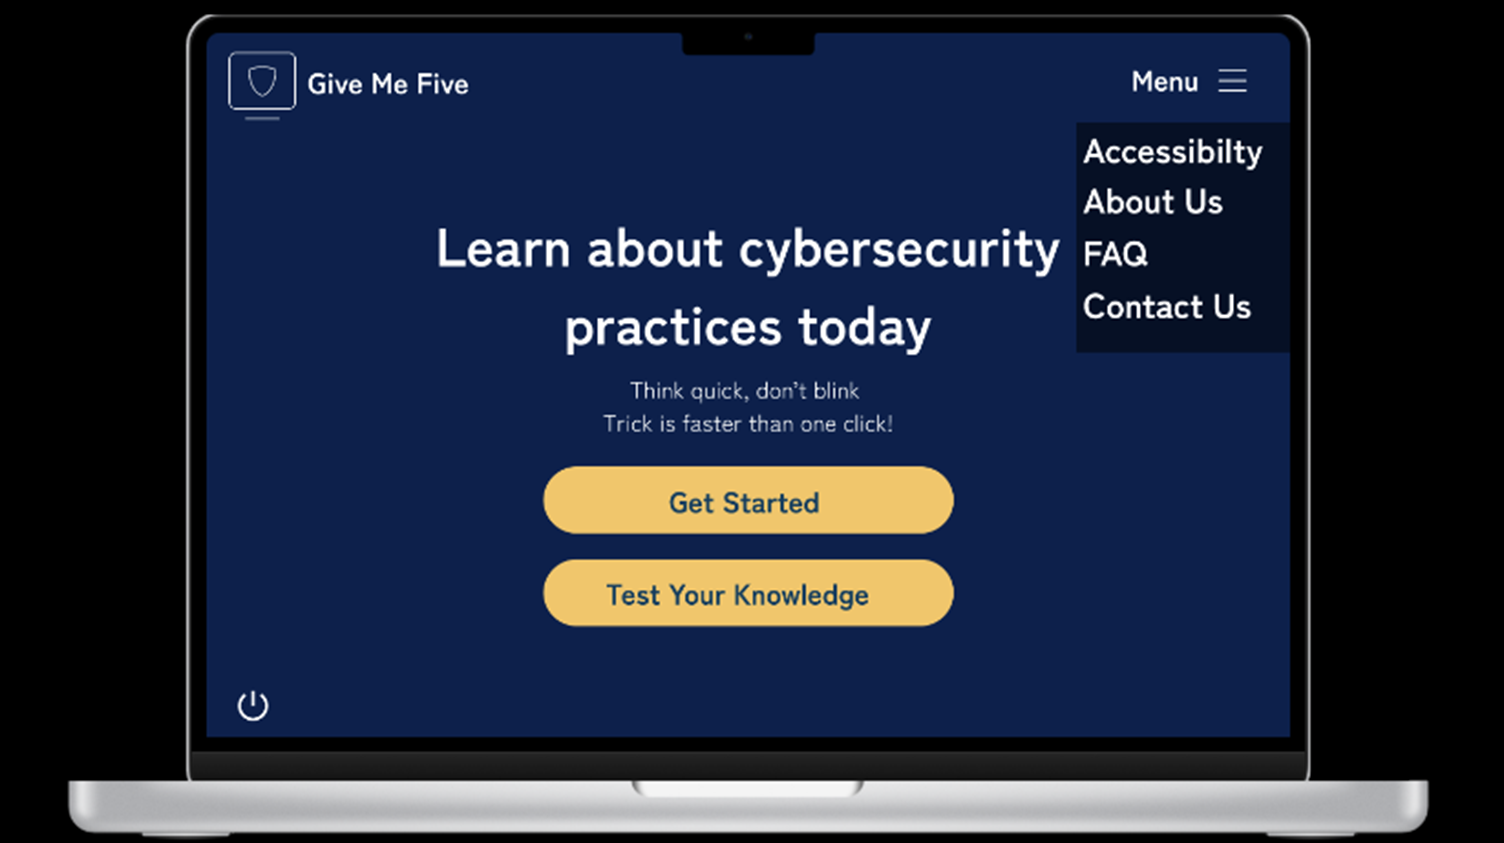 Give Me Five
Menu
Accessibilty
About Us
FAQ
Contact Us
Learn about cybersecurity
practices today
Think quick, don't blink
Trick is faster than one click!
Get Started
Test Your Knowledge